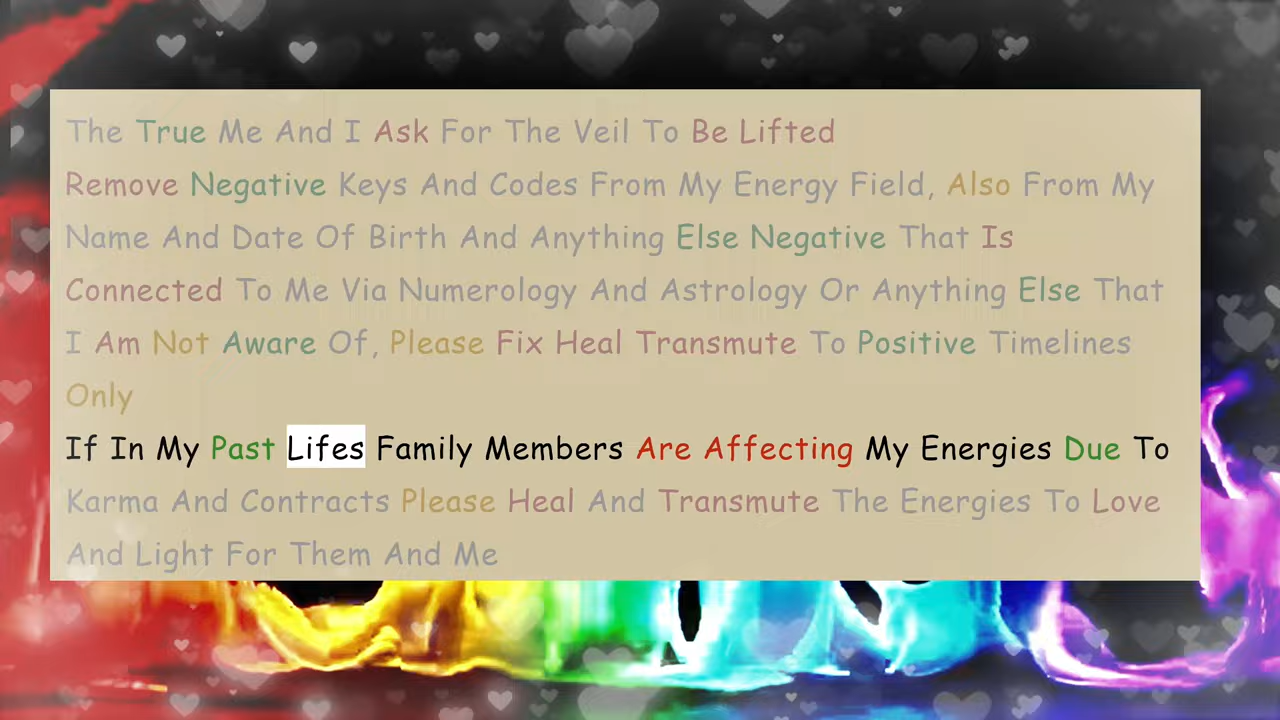 The True Me And I Ask For The Veil To Be Lifted
Remove Negative Keys And Codes From My Energy Field, Also From My
Name And Date Of Birth And Anything Else Negative That Is
Connected To Me Via Numerology And Astrology Or Anything Else That
I Am Not Aware Of, Please Fix Heal Transmute To Positive Timelines
Only
If In My Past Lifes Family Members Are Affecting My Energies Due To
Karma And Contracts Please Heal And Transmute The Energies To Love
And Light For Them And Me